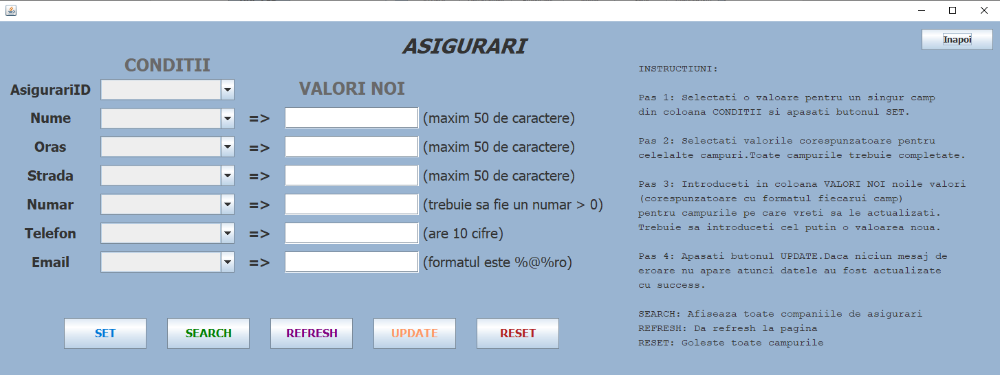 ASIGURARI
Inapoi
CONDITII
VALORI NOI
AsigurariID
Nume => (maxim 50 de caractere)
Oras => (maxim 50 de caractere)
Strada => (maxim 50 de caractere)
Numar => (trebuie sa fie un numar > 0)
Telefon => (are 10 cifre)
Email => (formatul este %@%ro)
SET SEARCH REFRESH UPDATE RESET
INSTRUCTIUNI:
Pas 1: Selectati o valoare pentru un singur camp
din coloana CONDITII si apasati butonul SET.
Pas 2: Selectati valorile corespunzatoare pentru
celelalte campuri.Toate campurile trebuie completate.
Pas 3: Introduceti in coloana VALORI NOI noile valori
(corespunzatoare cu formatul fiecarui camp)
pentru campurile pe care vreti sa le actualizati.
Trebuie sa introduceti cel putin o valoarea noua.
Pas 4: Apasati butonul UPDATE.Daca niciun mesaj de
eroare nu apare atunci datele au fost actualizate
cu success.
SEARCH: Afiseaza toate companiile de asigurari
REFRESH: Da refresh la pagina
RESET: Goleste toate campurile